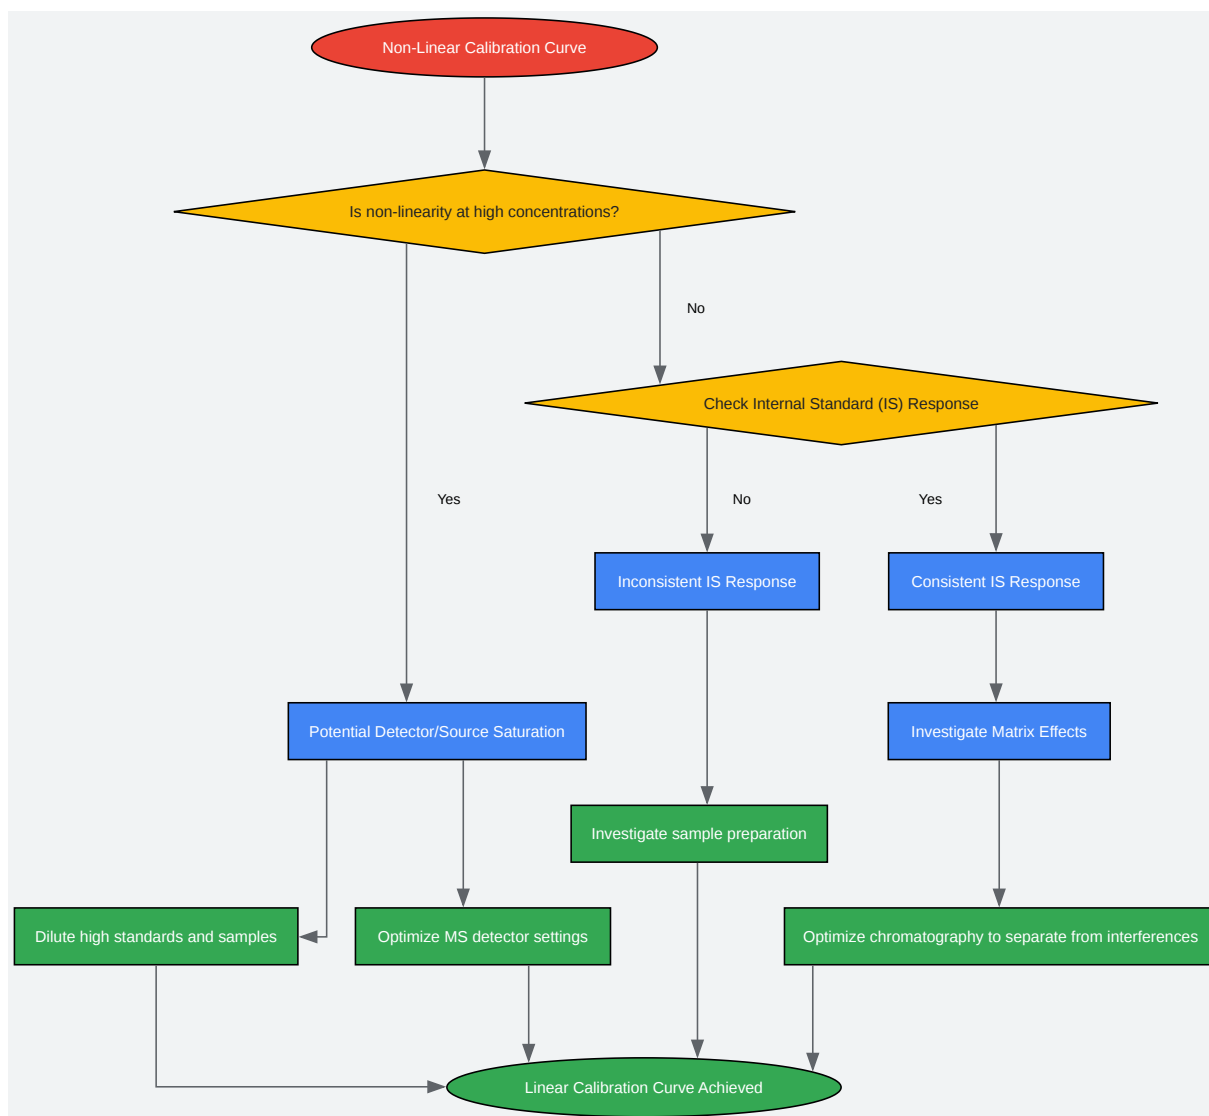 Non-Linear Calibration Curve
Is non-linearity at high concentrations?
No
Check Internal Standard (IS) Response
Yes
No
Yes
Inconsistent IS Response
Consistent IS Response
Potential Detector/Source Saturation
Investigate Matrix Effects
Investigate sample preparation
Dilute high standards and samples
Optimize MS detector settings
Optimize chromatography to separate from interferences
Linear Calibration Curve Achieved